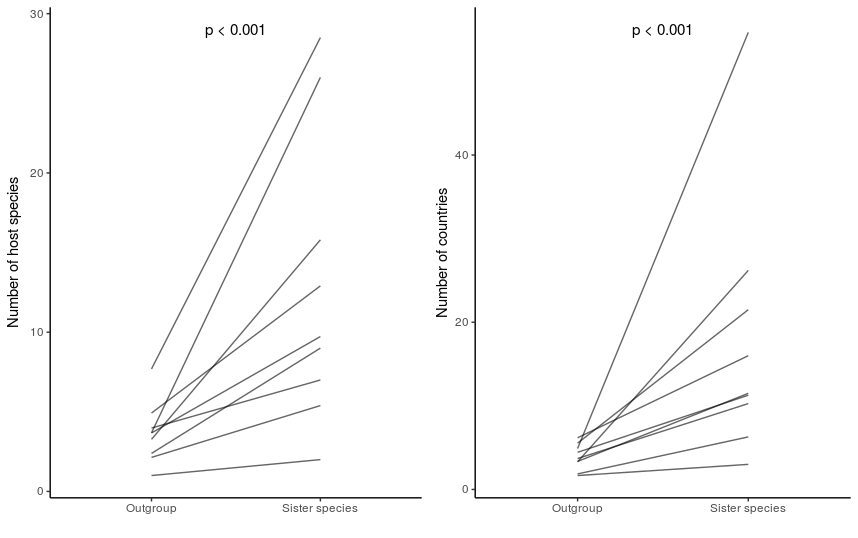 p < 0.001
Number of host species
30
20
10
0
Outgroup
Sister species
p < 0.001
Number of countries
40
20
0
Outgroup
Sister species